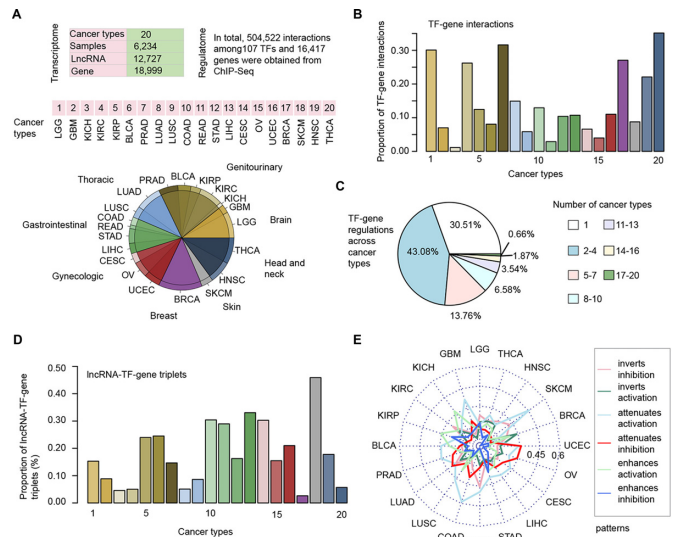 A
Transcriptome
Cancer types 20
Samples 6,234
LncRNA 12,727
Gene 18,999
Regulatome
In total, 504,522 interactions
among107 TFs and 16,417
genes were obtained from
ChIP-Seq
1 2 3 4 5 6 7 8 9 10 11 12 13 14 15 16 17 18 19 20
Cancer
types
LGG GBM KICH KIRC KIRP BLCA PRAD LUAD LUSC COAD READ STAD LIHC CESC OV UCEC BRCA SKCM HNSC THCA
Genitourinary
Thoracic
PRAD
BLCA
KIRP
KIRC
KICH
GBM
LGG
Brain
LUAD
LUSC
COAD
READ
STAD
Gastrointestinal
LIHC
CESC
OV
UCEC
Gynecologic
BRCA
Breast
SKCM
Skin
HNSC
THCA
Head and
neck
B
TF-gene interactions
Proportion of TF-gene interactions
0.30
0.20
0.10
0.00
1 5 10 15 20
Cancer types
C
TF-gene
regulations
across
cancer
types
30.51%
43.08%
13.76%
6.58%
3.54%
1.87%
0.66%
Number of cancer types
1
2-4
5-7
8-10
11-13
14-16
17-20
D
lncRNA-TF-gene triplets
Proportion of lncRNA-TF-gene
triplets (%)
0.50
0.40
0.30
0.20
0.10
0.00
1 5 10 15 20
Cancer types
E
LGG
THCA
HNSC
SKCM
BRCA
UCEC
OV
CESC
LIHC
STAD
COAD
LUSC
LUAD
PRAD
BLCA
KIRP
KIRC
KICH
GBM
0.45 0.6
inverts
inhibition
inverts
activation
attenuates
activation
attenuates
inhibition
enhances
activation
enhances
inhibition
patterns